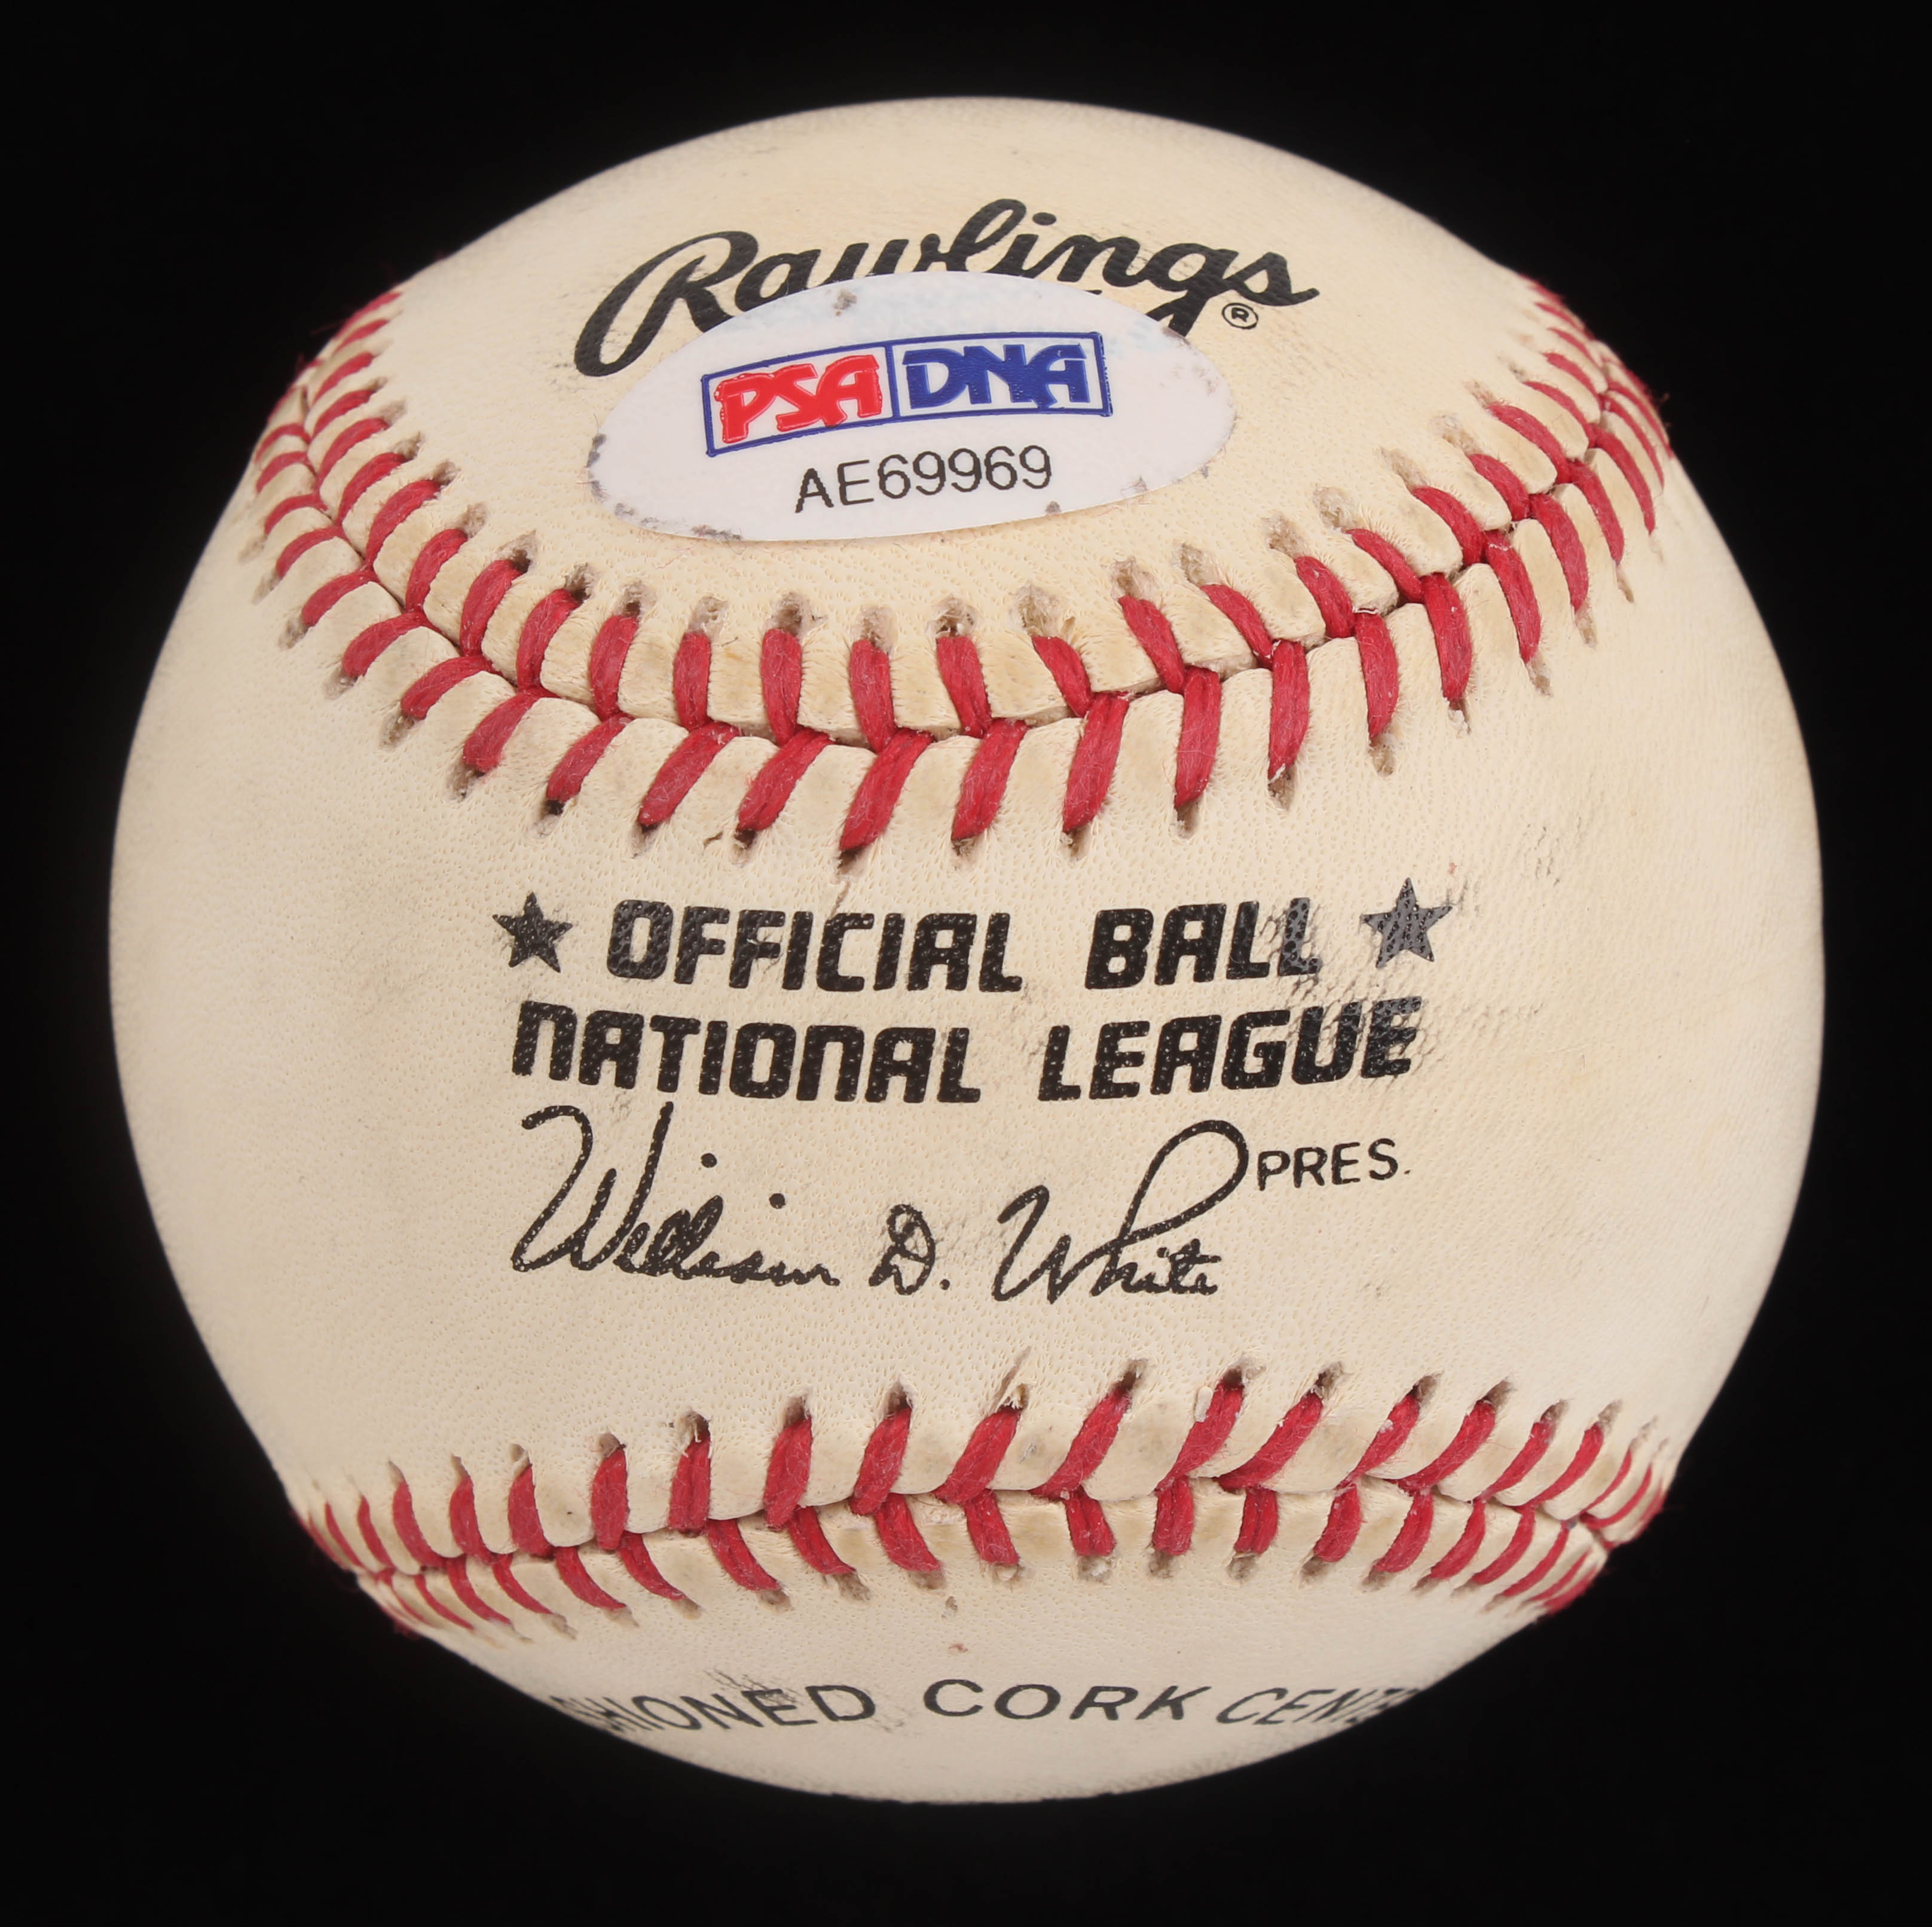 Rawlings®
PSA DNA
AE69969
★ OFFICIAL BALL ★
NATIONAL LEAGUE
William D. White PRES.
CORK